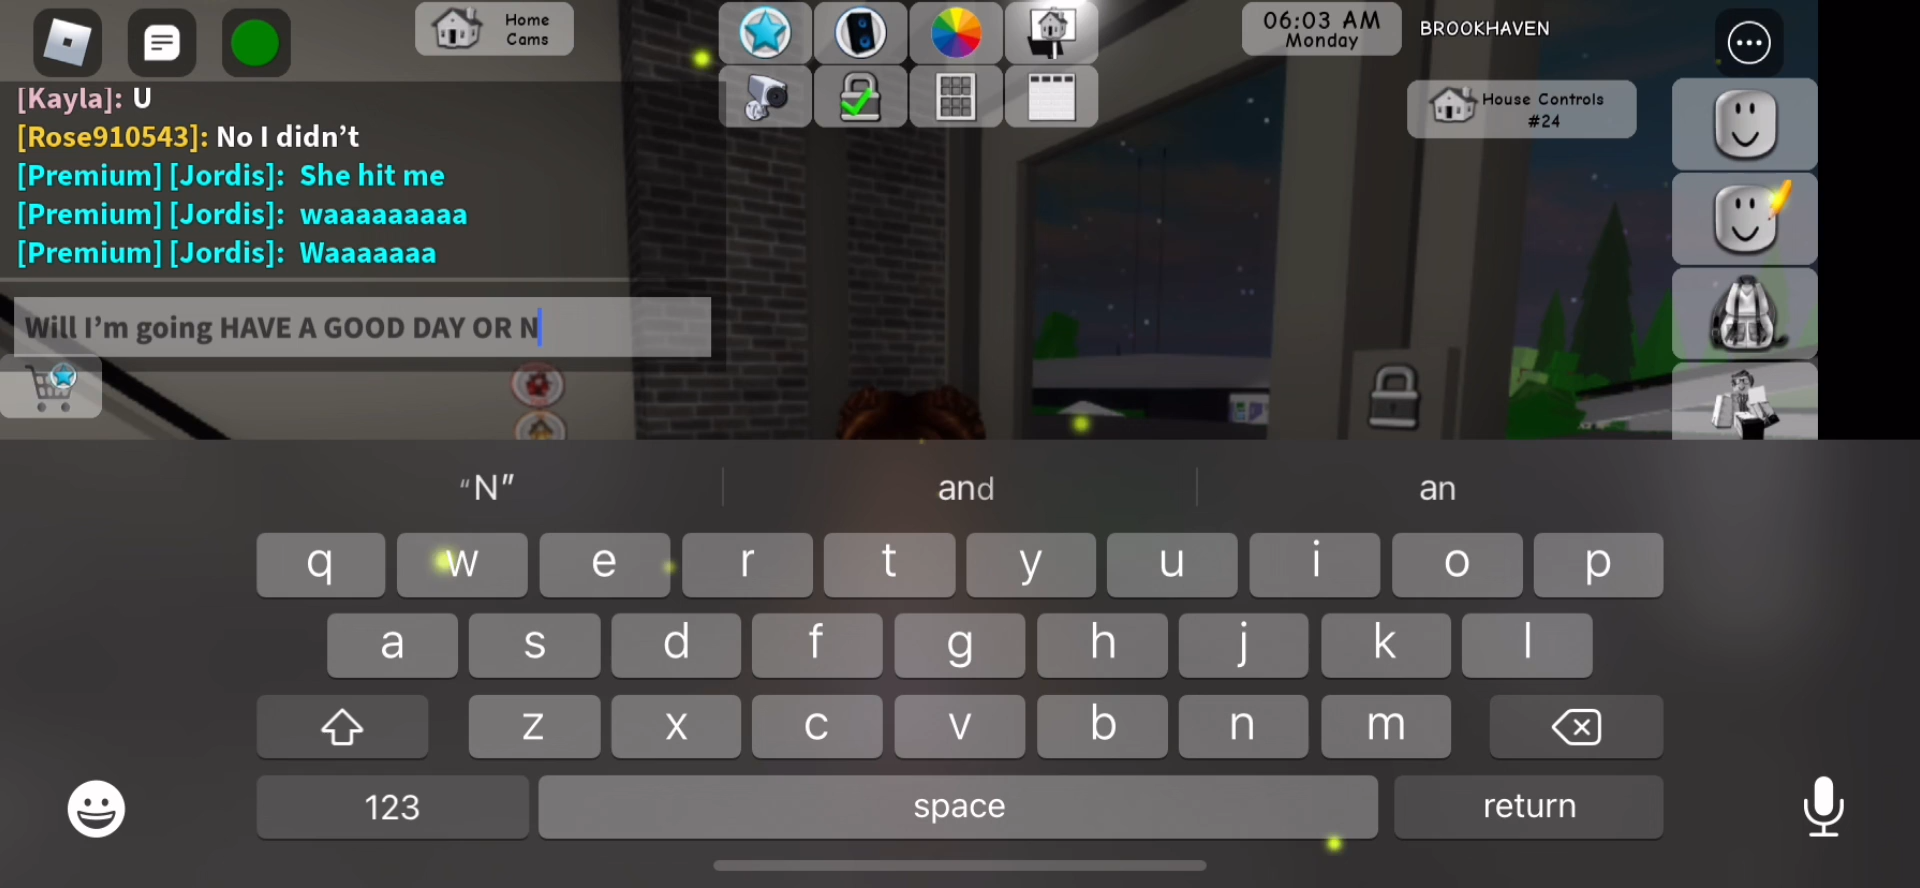 Home
Cams
06:03 AM
Monday
BROOKHAVEN
House Controls
#24
[Kayla]: U
[Rose910543]: No I didn’t
[Premium] [Jordis]: She hit me
[Premium] [Jordis]: waaaaaaaaa
[Premium] [Jordis]: Waaaaaaa
Will I’m going HAVE A GOOD DAY OR N
“N” and an
q w e r t y u i o p
a s d f g h j k l
z x c v b n m
123 space return